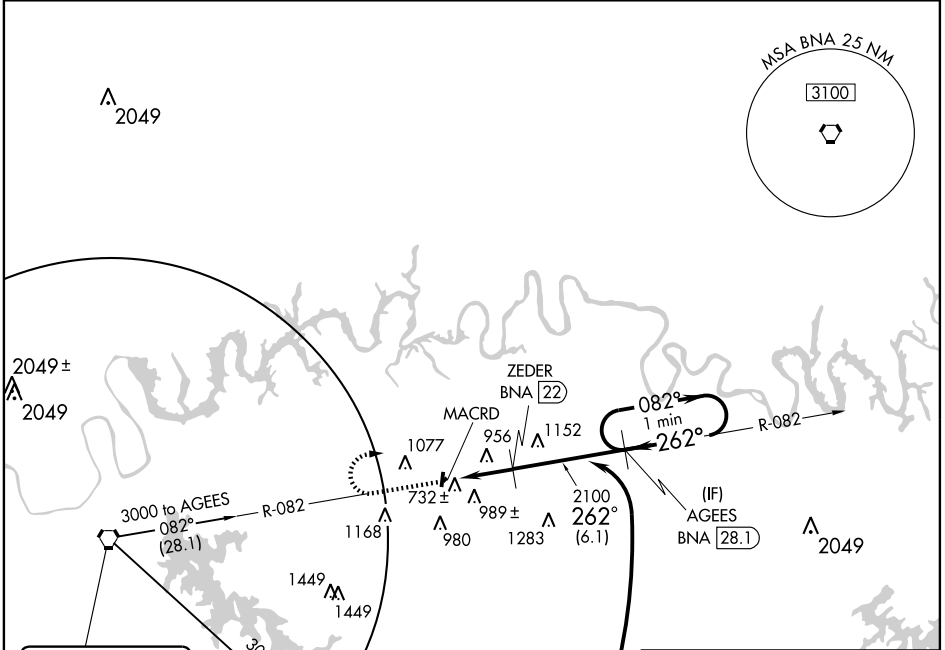 MSA BNA 25 NM
3100
2049
2049 ±
2049
ZEDER
BNA 22
MACRD
082°
1 min
262°
R-082
1077
956
1152
3000 to AGEES
082°
(28.1)
R-082
732 ±
989 ±
1168
980
1283
2100
262°
(6.1)
(IF)
AGEES
BNA 28.1
2049
1449
1449